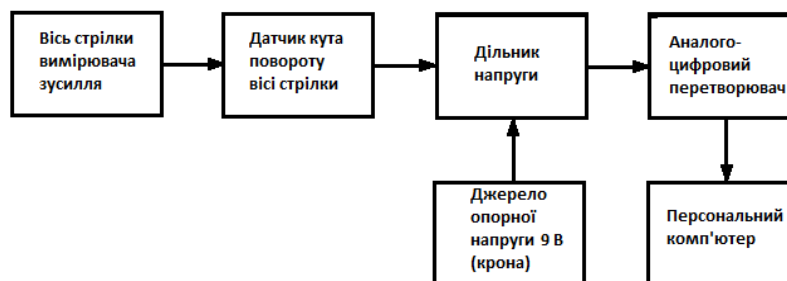 Вісь стрілки
вимірювача
зусилля
Датчик кута
повороту
вісі стрілки
Дільник
напруги
Аналого-
цифровий
перетворювач
Джерело
опорної
напруги 9 В
(крона)
Персональний
комп'ютер